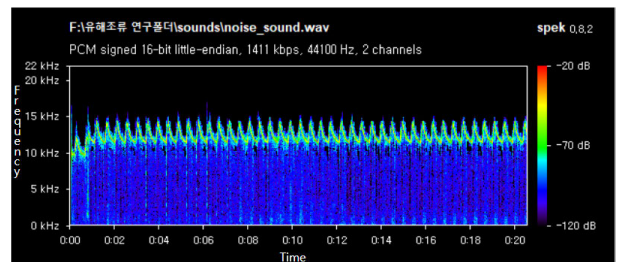 F:\유해조류 연구폴더\sounds\noise_sound.wav
spek 0,8,2
PCM signed 16-bit little-endian, 1411 kbps, 44100 Hz, 2 channels
Frequency
22 kHz
20 kHz
15 kHz
10 kHz
5 kHz
0 kHz
-20 dB
-70 dB
-120 dB
0:00 0:02 0:04 0:06 0:08 0:10 0:12 0:14 0:16 0:18 0:20
Time